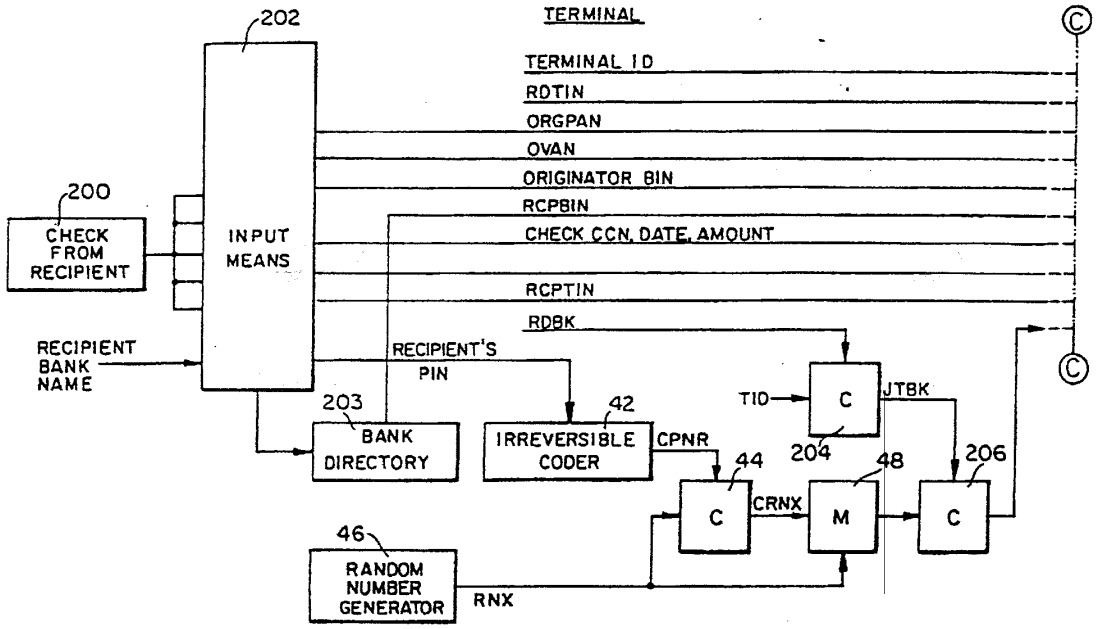 202
TERMINAL
C
TERMINAL ID
RDTIN
ORGPAN
OVAN
ORIGINATOR BIN
RCPBIN
CHECK CCN, DATE, AMOUNT
RCPTIN
RDBK
200
CHECK
FROM
RECIPIENT
INPUT
MEANS
RECIPIENT
BANK
NAME
RECIPIENT'S
PIN
TID
C
JTBK
204
C
203
BANK
DIRECTORY
42
IRREVERSIBLE
CODER
CPNR
44
C
CRNX
48
M
206
C
46
RANDOM
NUMBER
GENERATOR
RNX